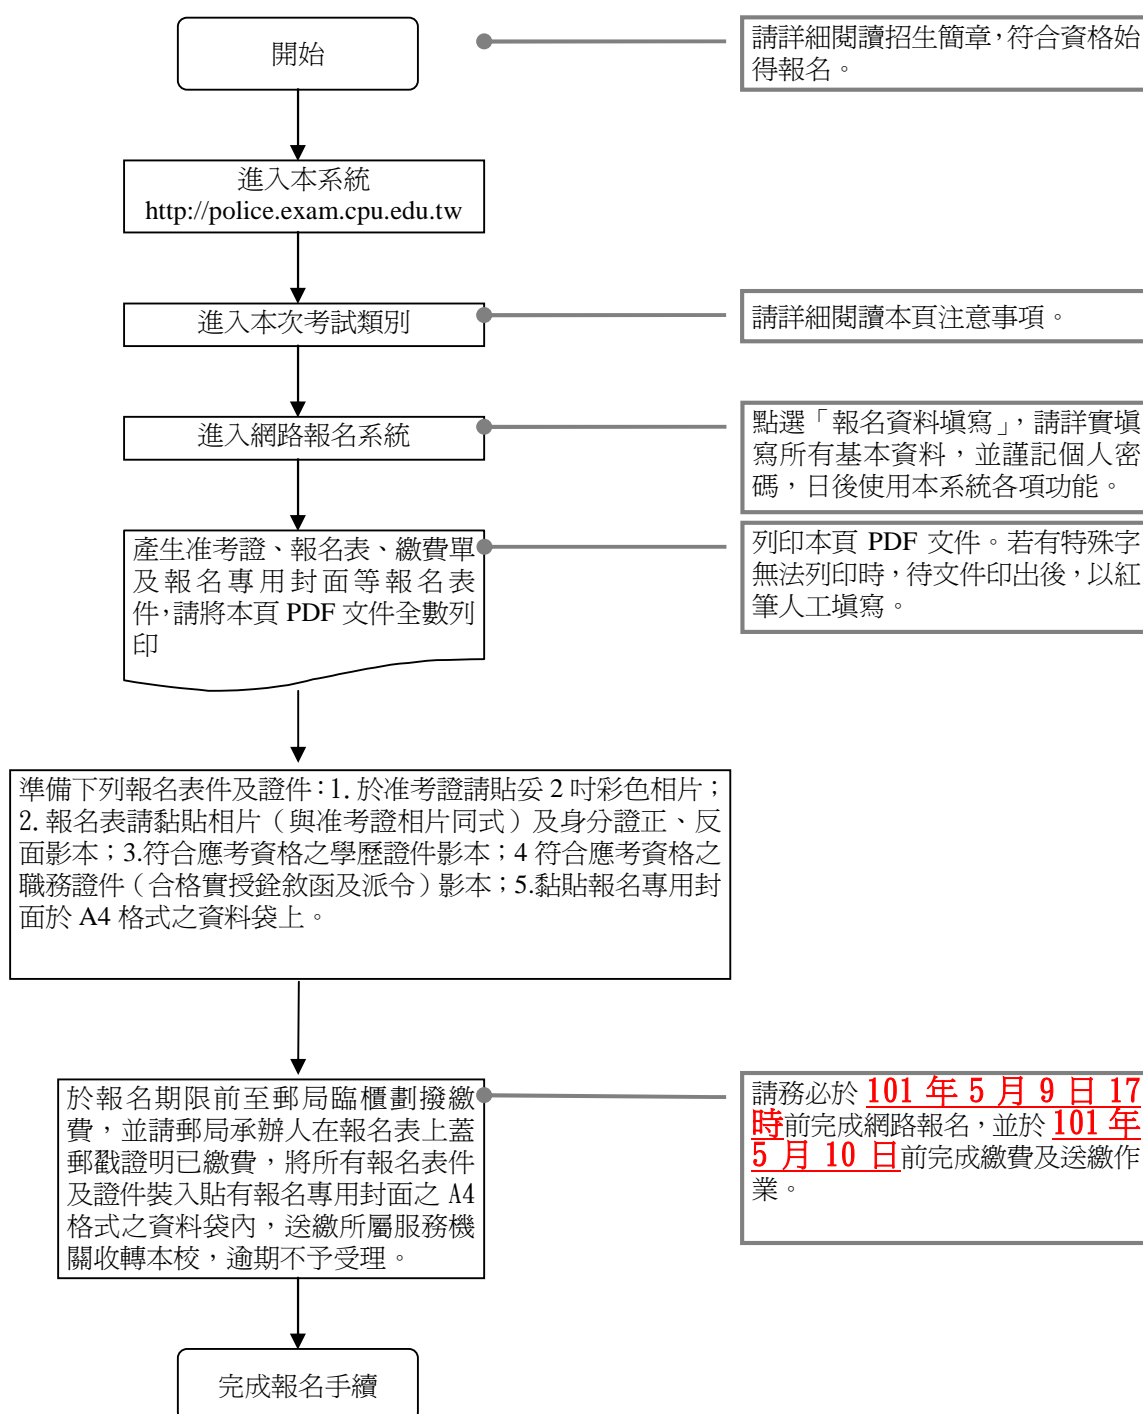 開始
請詳細閱讀招生簡章，符合資格始
得報名。
進入本系統
http://police.exam.cpu.edu.tw
進入本次考試類別
請詳細閱讀本頁注意事項。
進入網路報名系統
點選「報名資料填寫」，請詳實填
寫所有基本資料，並謹記個人密
碼，日後使用本系統各項功能。
產生准考證、報名表、繳費單
及報名專用封面等報名表
件，請將本頁 PDF 文件全數列
印
列印本頁 PDF 文件。若有特殊字
無法列印時，待文件印出後，以紅
筆人工填寫。
準備下列報名表件及證件：1. 於准考證請貼妥 2 吋彩色相片；
2. 報名表請黏貼相片（與准考證相片同式）及身分證正、反
面影本；3.符合應考資格之學歷證件影本；4 符合應考資格之
職務證件（合格實授銓敘函及派令）影本；5.黏貼報名專用封
面於 A4 格式之資料袋上。
於報名期限前至郵局臨櫃劃撥繳
費，並請郵局承辦人在報名表上蓋
郵戳證明已繳費，將所有報名表件
及證件裝入貼有報名專用封面之 A4
格式之資料袋內，送繳所屬服務機
關收轉本校，逾期不予受理。
請務必於 101 年 5 月 9 日 17
時前完成網路報名，並於 101 年
5 月 10 日前完成繳費及送繳作
業。
完成報名手續